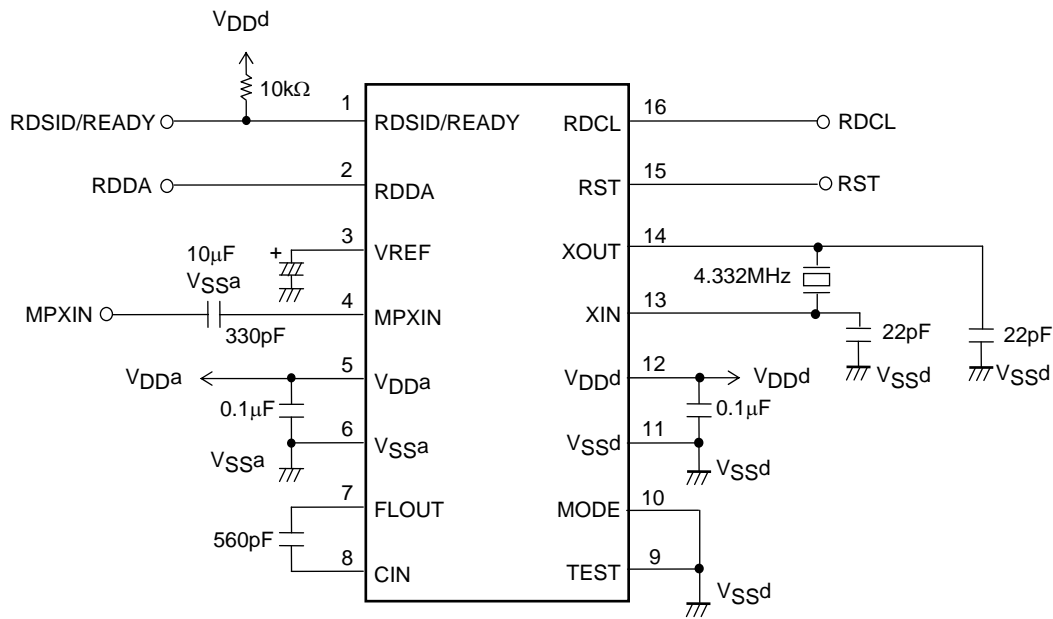 VDDd
10kΩ
RDSID/READY 1 RDSID/READY RDCL 16 RDCL
RDDA 2 RDDA RST 15 RST
10μF + 3 VREF XOUT 14
VSSa 4.332MHz
MPXIN 330pF 4 MPXIN XIN 13
22pF 22pF
VSSd VSSd
VDDa 5 VDDa VDDd 12 VDDd
0.1μF 0.1μF
VSSa 6 VSSa VSSd 11 VSSd
7 FLOUT MODE 10
560pF
8 CIN TEST 9
VSSd